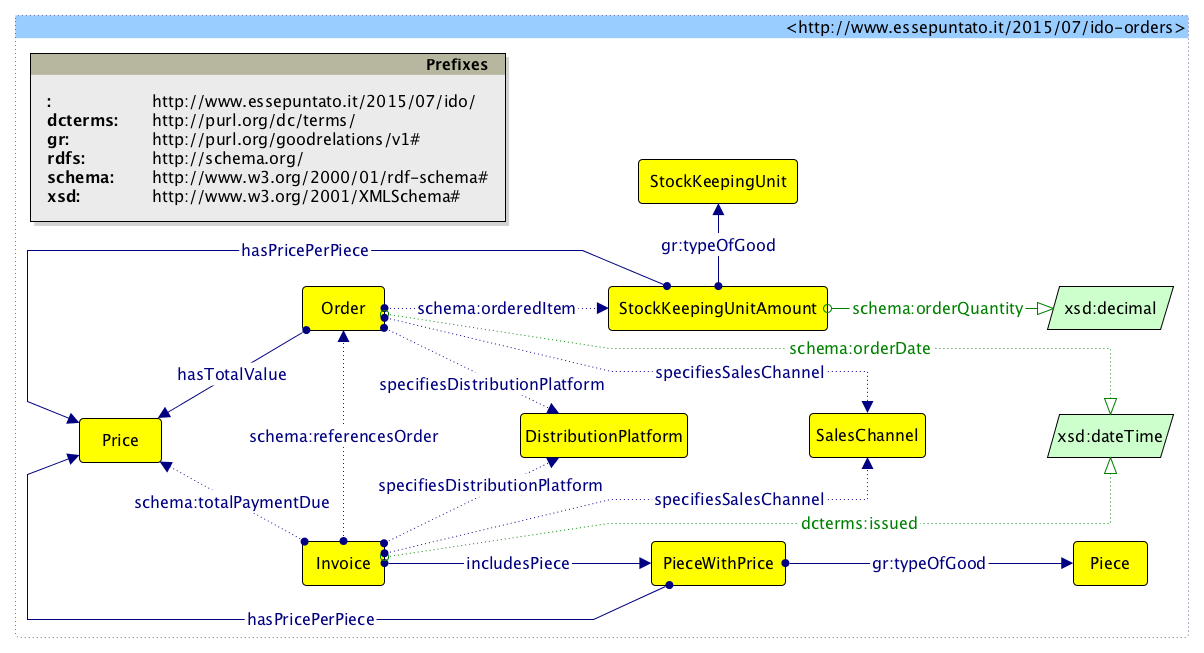 <http://www.essepuntato.it/2015/07/ido-orders>
Prefixes
: http://www.essepuntato.it/2015/07/ido/
dcterms: http://purl.org/dc/terms/
gr: http://purl.org/goodrelations/v1#
rdfs: http://schema.org/
schema: http://www.w3.org/2000/01/rdf-schema#
xsd: http://www.w3.org/2001/XMLSchema#
StockKeepingUnit
gr:typeOfGood
hasPricePerPiece
Order
schema:orderedItem
StockKeepingUnitAmount
schema:orderQuantity
xsd:decimal
schema:orderDate
hasTotalValue
specifiesDistributionPlatform
specifiesSalesChannel
Price
schema:referencesOrder
DistributionPlatform
SalesChannel
xsd:dateTime
schema:totalPaymentDue
specifiesDistributionPlatform
specifiesSalesChannel
dcterms:issued
Invoice
includesPiece
PieceWithPrice
gr:typeOfGood
Piece
hasPricePerPiece